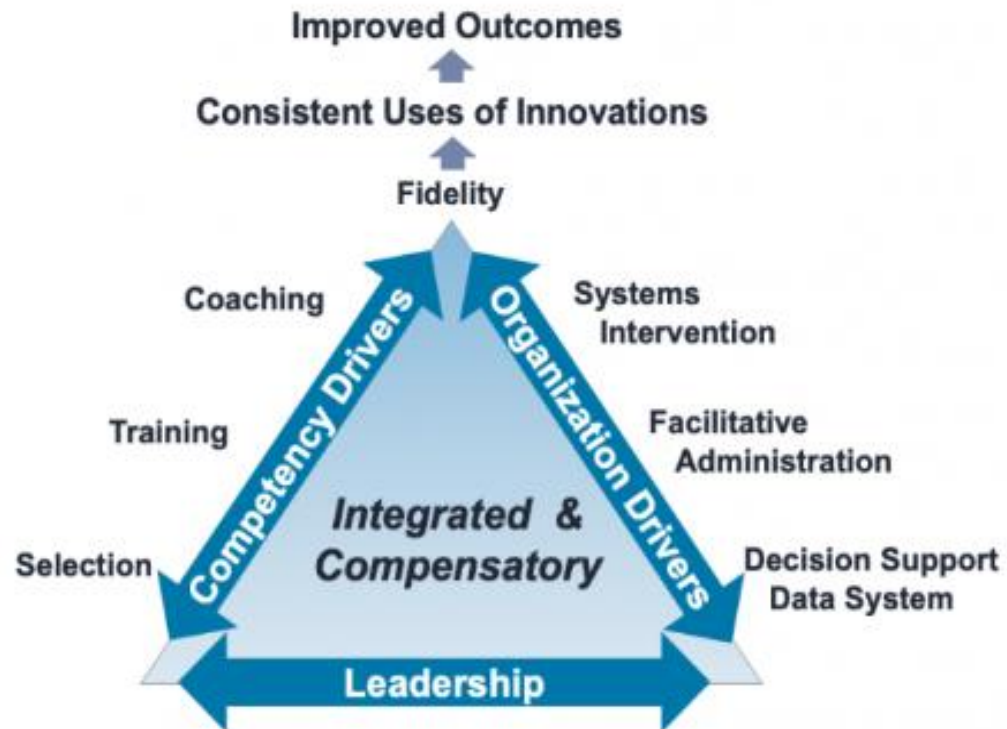 Improved Outcomes
Consistent Uses of Innovations
Fidelity
Coaching
Training
Selection
Competency Drivers
Organization Drivers
Systems
Intervention
Facilitative
Administration
Decision Support
Data System
Integrated &
Compensatory
Leadership